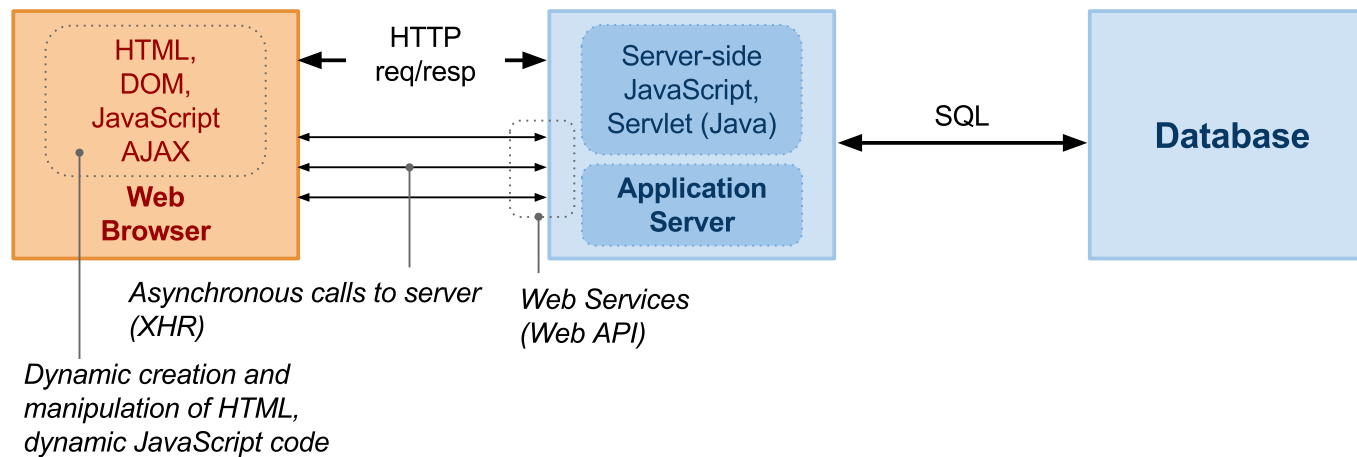 HTML,
DOM,
JavaScript
AJAX
Web
Browser
HTTP
req/resp
Server-side
JavaScript,
Servlet (Java)
Application
Server
SQL
Database
Asynchronous calls to server
(XHR)
Web Services
(Web API)
Dynamic creation and
manipulation of HTML,
dynamic JavaScript code